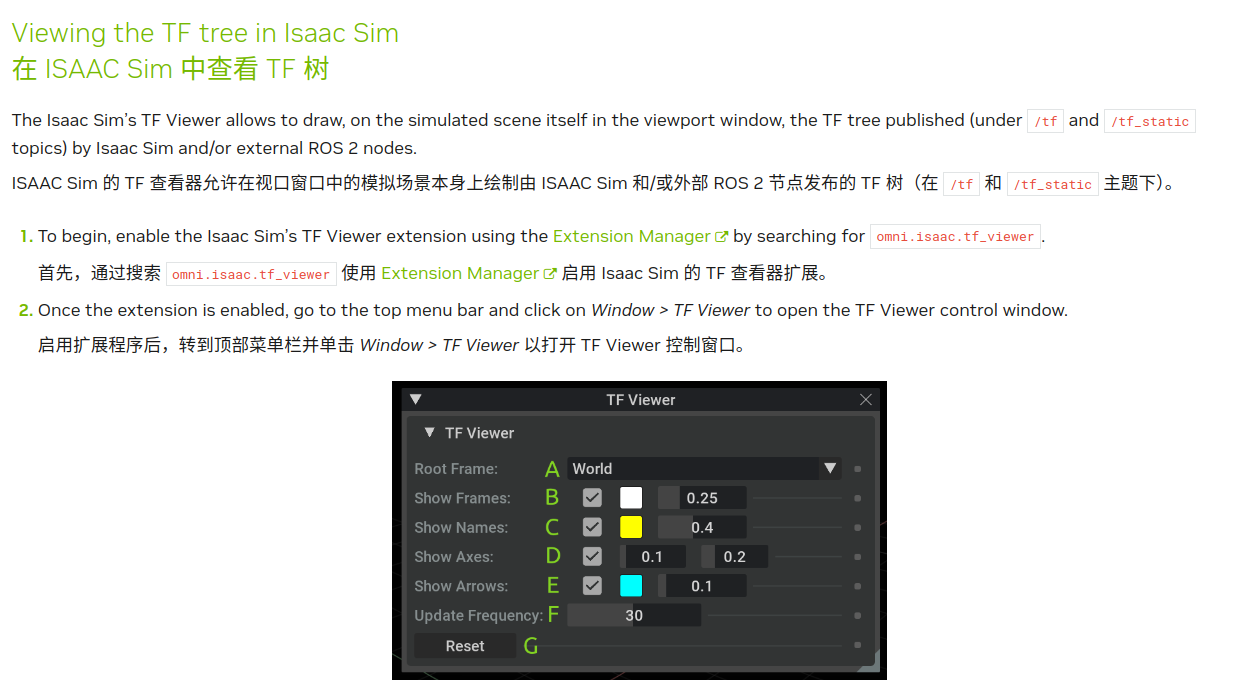 Viewing the TF tree in Isaac Sim
在 ISAAC Sim 中查看 TF 树
The Isaac Sim's TF Viewer allows to draw, on the simulated scene itself in the viewport window, the TF tree published (under /tf and /tf_static
topics) by Isaac Sim and/or external ROS 2 nodes.
ISAAC Sim 的 TF 查看器允许在视口窗口中的模拟场景本身上绘制由 ISAAC Sim 和/或外部 ROS 2 节点发布的 TF 树（在 /tf 和 /tf_static 主题下）。
1. To begin, enable the Isaac Sim's TF Viewer extension using the Extension Manager by searching for omni.isaac.tf_viewer.
首先，通过搜索 omni.isaac.tf_viewer 使用 Extension Manager 启用 Isaac Sim 的 TF 查看器扩展。
2. Once the extension is enabled, go to the top menu bar and click on Window > TF Viewer to open the TF Viewer control window.
启用扩展程序后，转到顶部菜单栏并单击 Window > TF Viewer 以打开 TF Viewer 控制窗口。
TF Viewer
TF Viewer
Root Frame: A World
Show Frames: B 0.25
Show Names: C 0.4
Show Axes: D 0.1 0.2
Show Arrows: E 0.1
Update Frequency: F 30
Reset G